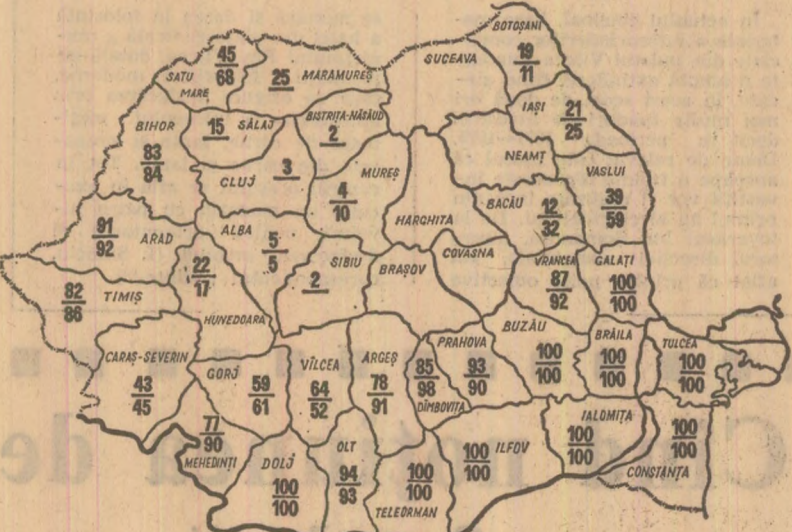 BOTOȘANI
19
11
SUCEAVA
45
68
SATU
MARE
25
MARAMUREȘ
IAȘI
21
25
BISTRIȚA-NĂSĂUD
2
15
SĂLAJ
BIHOR
83
84
NEAMȚ
CLUJ
3
MUREȘ
4
10
VASLUI
39
59
HARGHITA
BACĂU
12
32
91
92
ARAD
ALBA
5
5
SIBIU
2
BRAȘOV
COVASNA
VRANCEA
87
92
GALAȚI
100
100
22
17
HUNEDOARA
82
86
TIMIȘ
CARAȘ-SEVERIN
43
45
GORJ
59
61
VÎLCEA
64
52
ARGEȘ
78
91
85
98
DÎMBOVIȚA
PRAHOVA
93
90
BUZĂU
100
100
BRĂILA
100
100
TULCEA
100
100
77
90
MEHEDINȚI
DOLJ
100
100
OLT
94
93
100
100
TELEORMAN
100
100
ILFOV
IALOMIȚA
100
100
100
100
CONSTANȚA